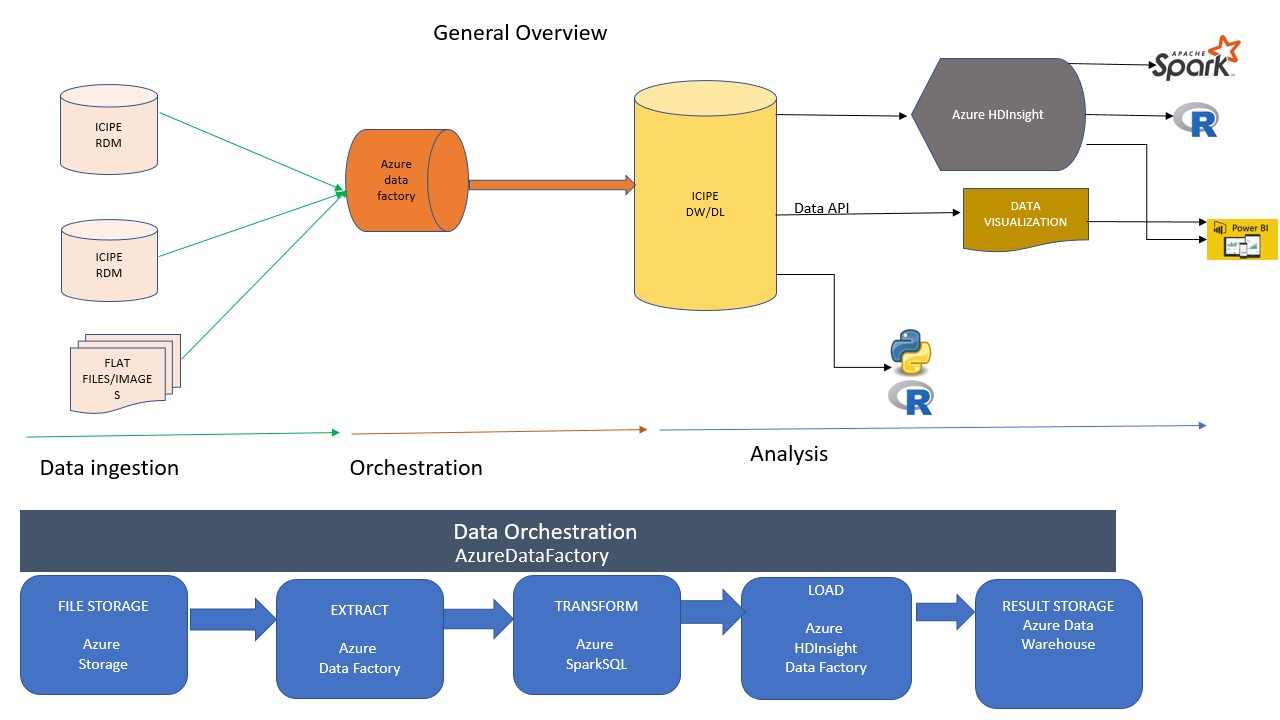 General Overview
ICIPE
RDM
ICIPE
RDM
FLAT
FILES/IMAGE
S
Azure
data
factory
ICIPE
DW/DL
Data API
Azure HDInsight
DATA
VISUALIZATION
APACHE
Spark
R
Power BI
R
Data ingestion
Orchestration
Analysis
Data Orchestration
AzureDataFactory
FILE STORAGE
Azure
Storage
EXTRACT
Azure
Data Factory
TRANSFORM
Azure
SparkSQL
LOAD
Azure
HDInsight
Data Factory
RESULT STORAGE
Azure Data
Warehouse